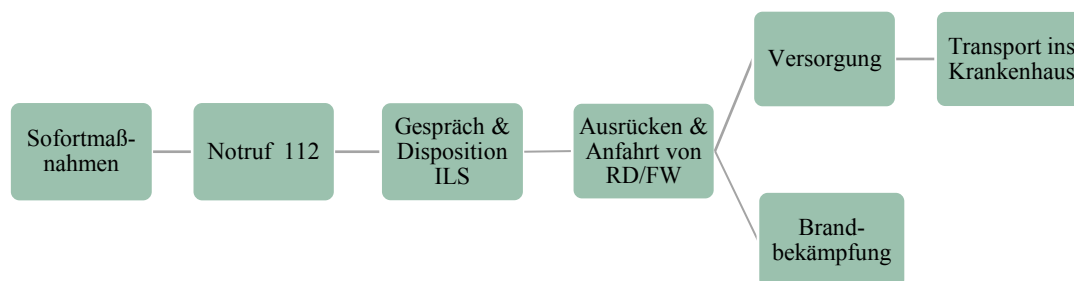 Sofortmaß-
nahmen
Notruf 112
Gespräch &
Disposition
ILS
Ausrücken &
Anfahrt von
RD/FW
Versorgung
Transport ins
Krankenhaus
Brand-
bekämpfung